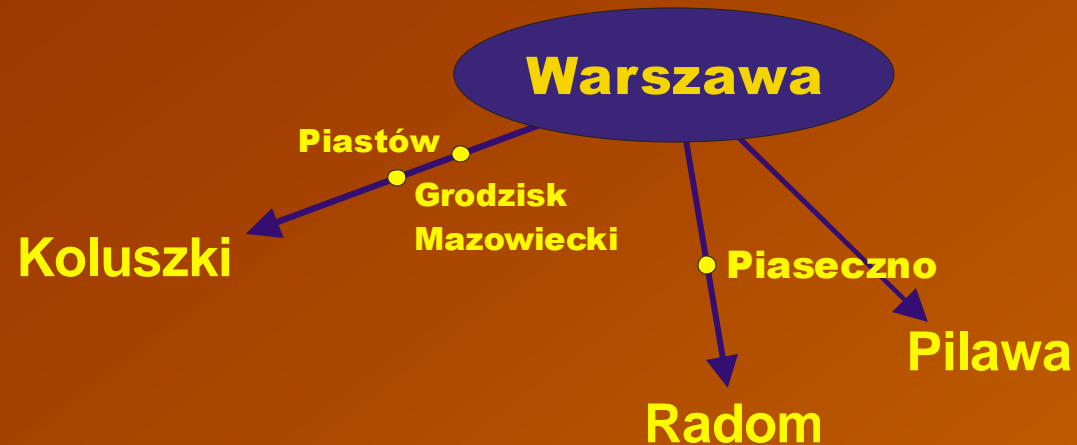 Warszawa
Piastów
Grodzisk
Mazowiecki
Koluszki
Piaseczno
Pilawa
Radom